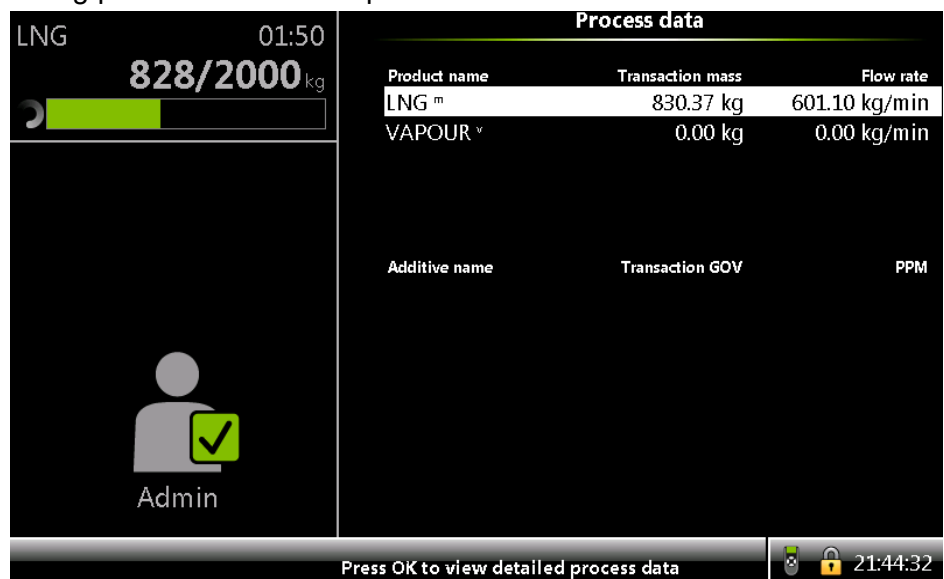 LNG 01:50
828/2000 kg
Admin
Process data
Product name Transaction mass Flow rate
LNG m 830.37 kg 601.10 kg/min
VAPOUR v 0.00 kg 0.00 kg/min
Additive name Transaction GOV PPM
Press OK to view detailed process data 21:44:32